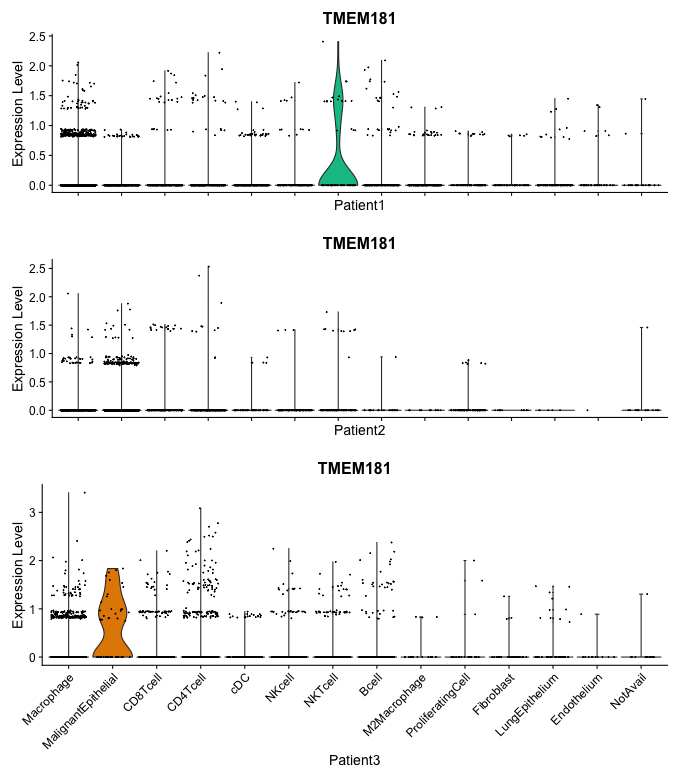 TMEM181
Expression Level
2.5
2.0
1.5
1.0
0.5
0.0
Patient1
TMEM181
Expression Level
2.5
2.0
1.5
1.0
0.5
0.0
Patient2
TMEM181
Expression Level
3
2
1
0
Macrophage
MalignantEpithelial
CD8Tcell
CD4Tcell
cDC
NKcell
NKTcell
Bcell
M2Macrophage
ProliferatingCell
Fibroblast
LungEpithelium
Endothelium
NotAvail
Patient3